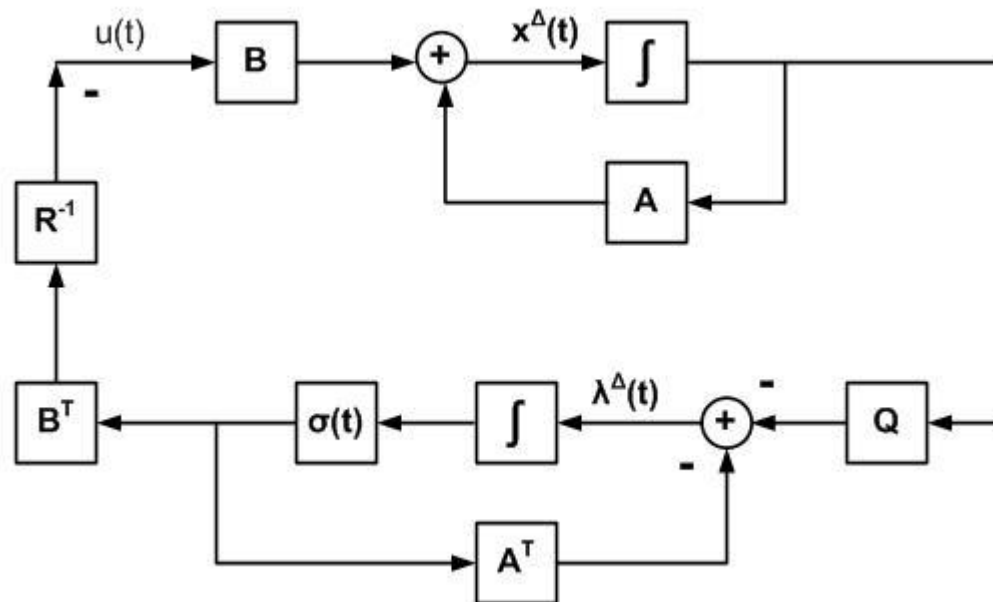 u(t)
B
+
x^Δ(t)
∫
-
R^-1
A
B^T
σ(t)
∫
λ^Δ(t)
+
-
Q
-
A^T